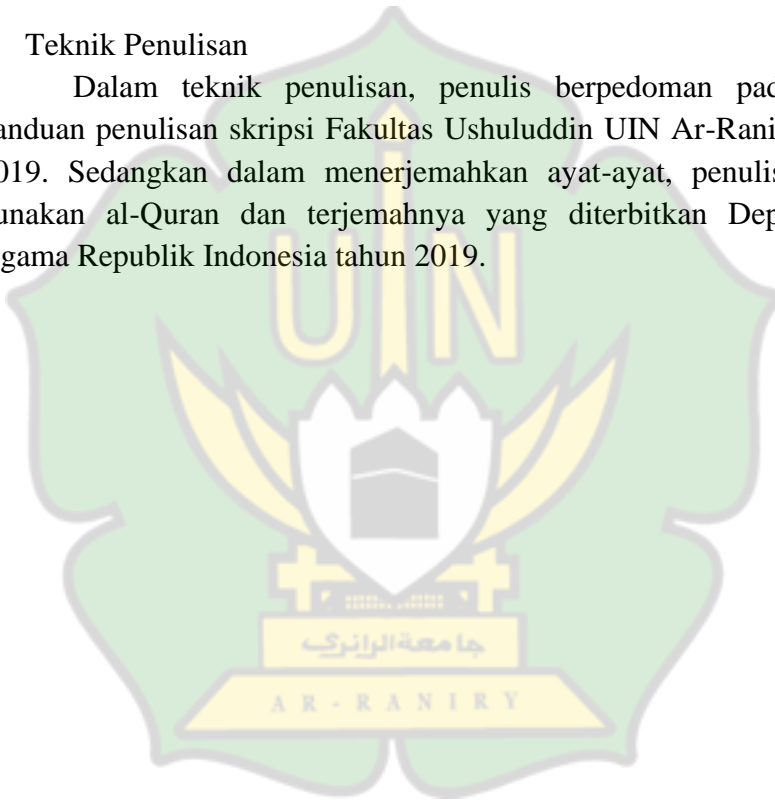 Teknik Penulisan
Dalam teknik penulisan, penulis berpedoman pad
anduan penulisan skripsi Fakultas Ushuluddin UIN Ar-Rani
019. Sedangkan dalam menerjemahkan ayat-ayat, penulis
unakan al-Quran dan terjemahnya yang diterbitkan Dep
gama Republik Indonesia tahun 2019.
UIN
جامعة الرانري
AR-RANIRY